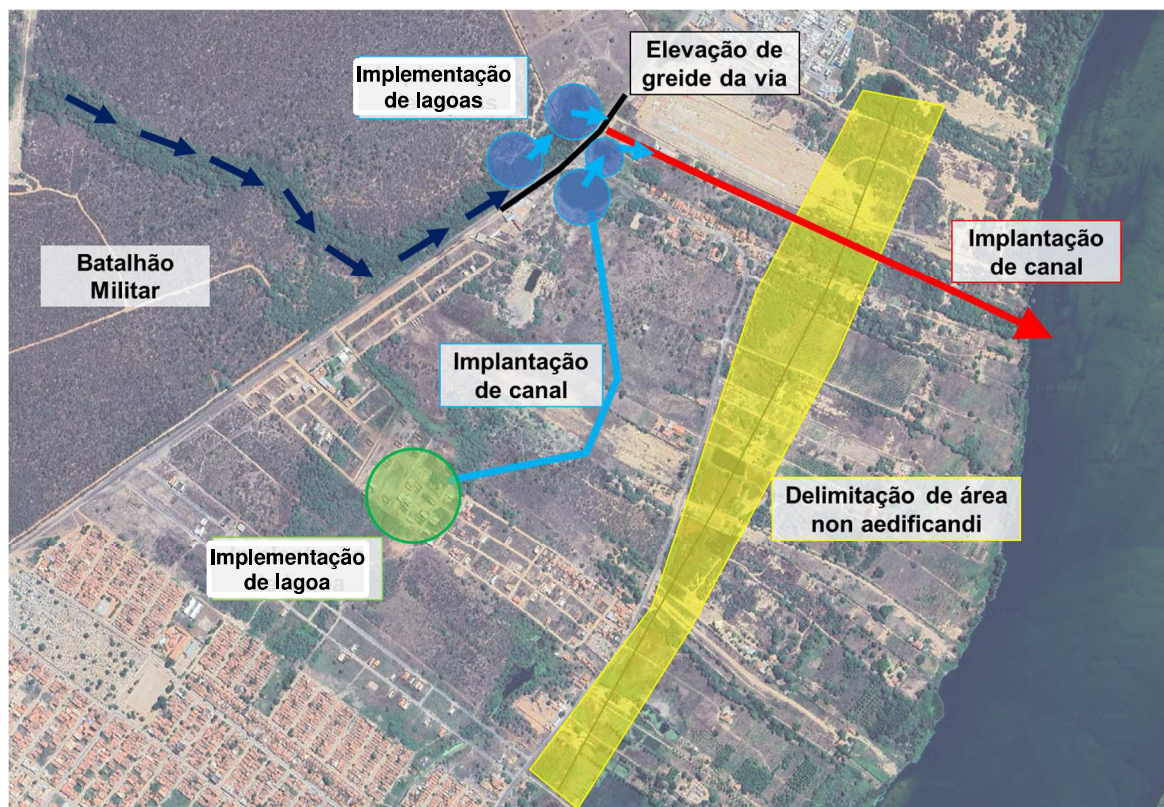 Implementação
de lagoas
Elevação de
greide da via
Batalhão
Militar
Implantação
de canal
Implantação
de canal
Delimitação de área
non aedificandi
Implementação
de lagoa